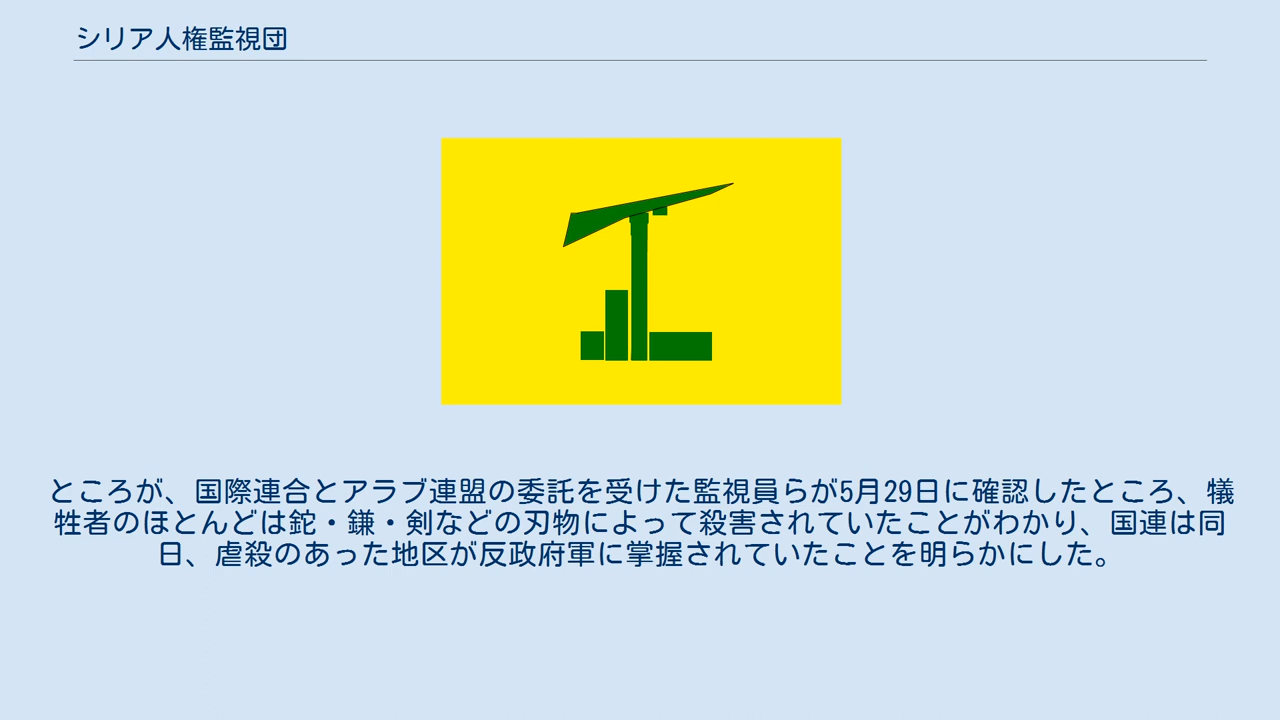 シリア人権監視団
ところが、国際連合とアラブ連盟の委託を受けた監視員らが5月29日に確認したところ、犠
牲者のほとんどは鉈・鎌・剣などの刃物によって殺害されていたことがわかり、国連は同
日、虐殺のあった地区が反政府軍に掌握されていたことを明らかにした。